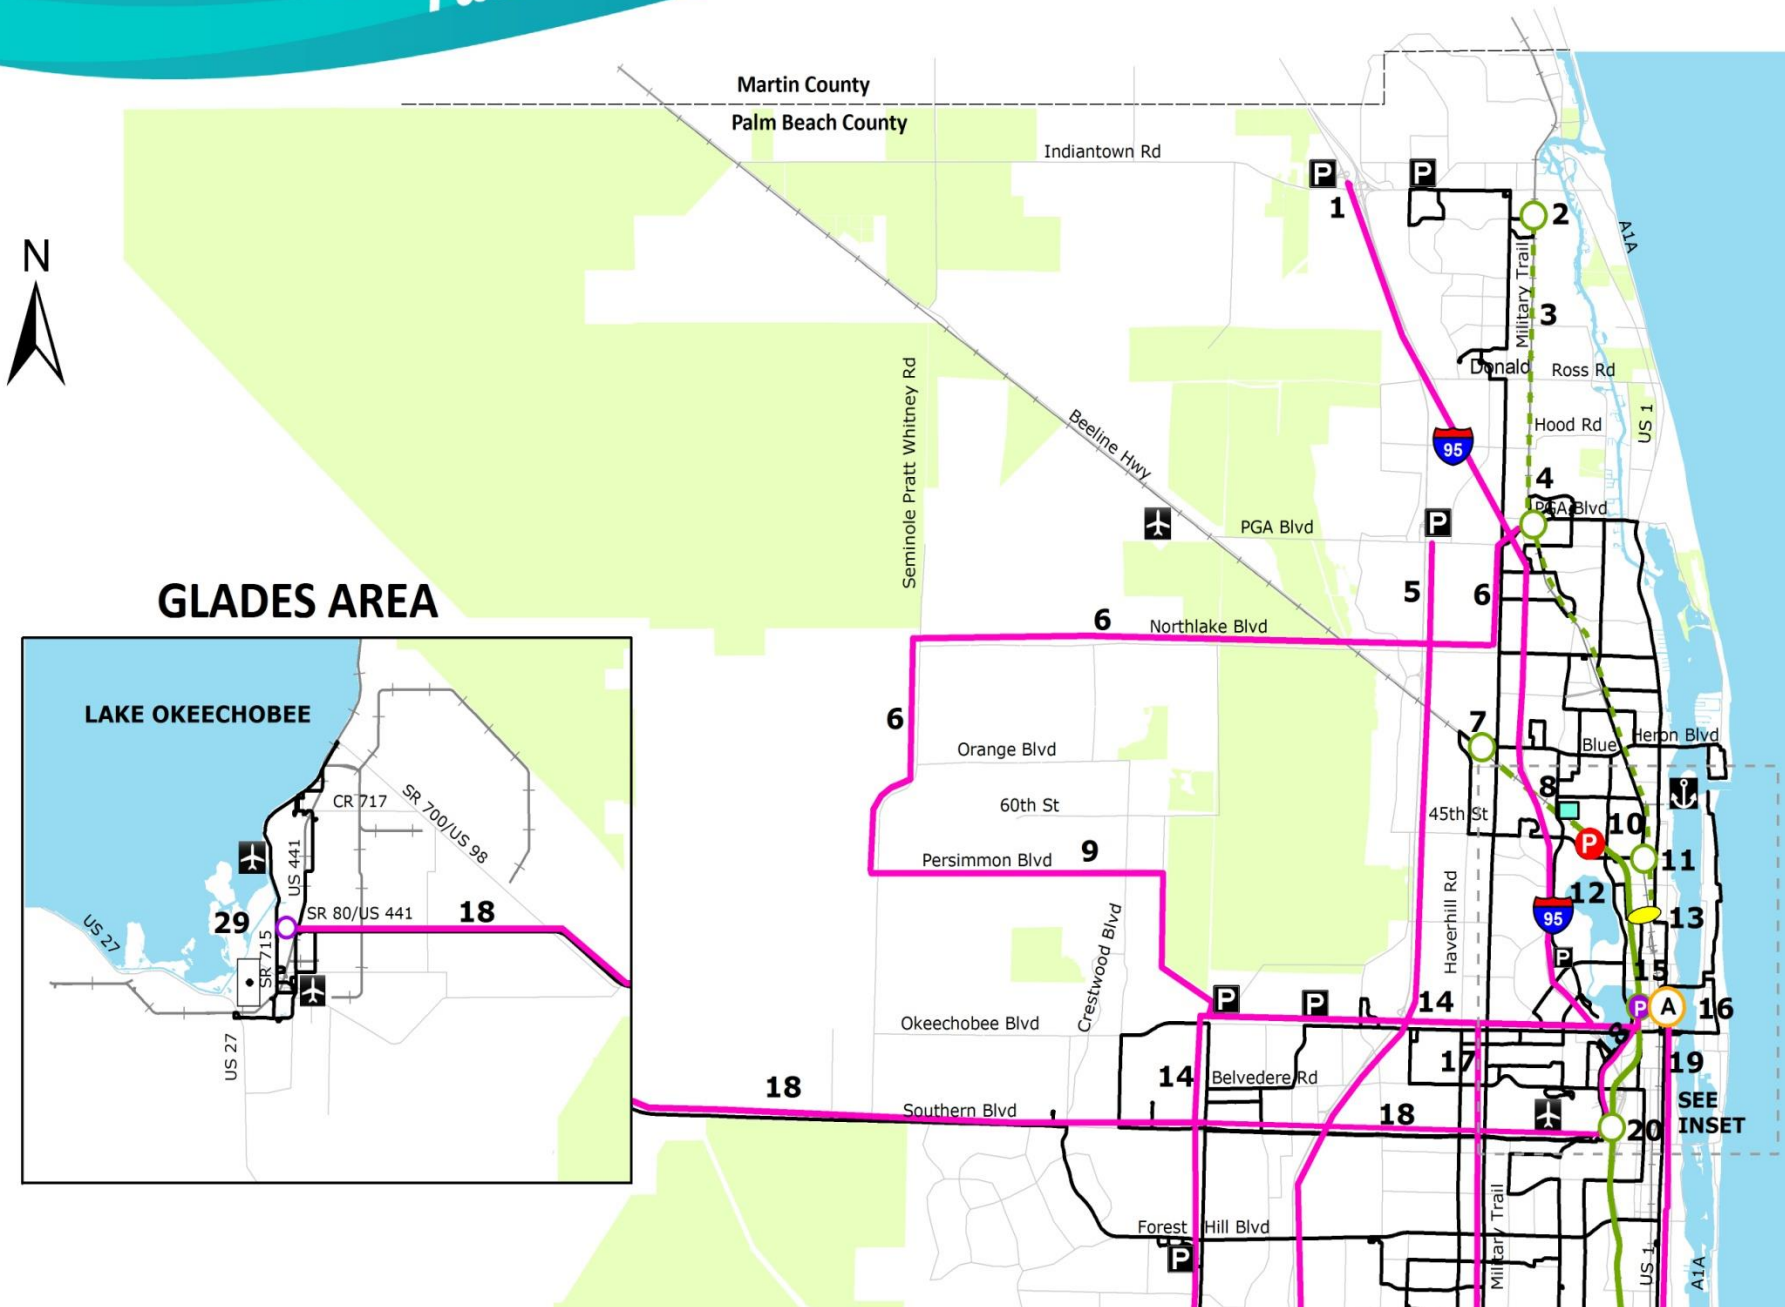 Martin County
Palm Beach County
Indiantown Rd
P
P
1
2
A1A
N
Military Trail
3
Seminole Pratt Whitney Rd
Donald Ross Rd
Beeline Hwy
Hood Rd
US 1
95
4
PGA Blvd
P
PGA Blvd
GLADES AREA
5
6
6
Northlake Blvd
LAKE OKEECHOBEE
6
7
Orange Blvd
Blue Heron Blvd
CR 717
SR 700/US 98
60th St
8
45th St
10
P
US 441
Persimmon Blvd
9
11
Haverhill Rd
12
29
SR 80/US 441
18
95
13
US 27
SR 715
Crestwood Blvd
P
15
P
P
14
P
A
16
Okeechobee Blvd
18
US 27
17
19
18
14
Belvedere Rd
SEE
INSET
Southern Blvd
18
20
Military Trail
Forest Hill Blvd
P
US 1
A1A